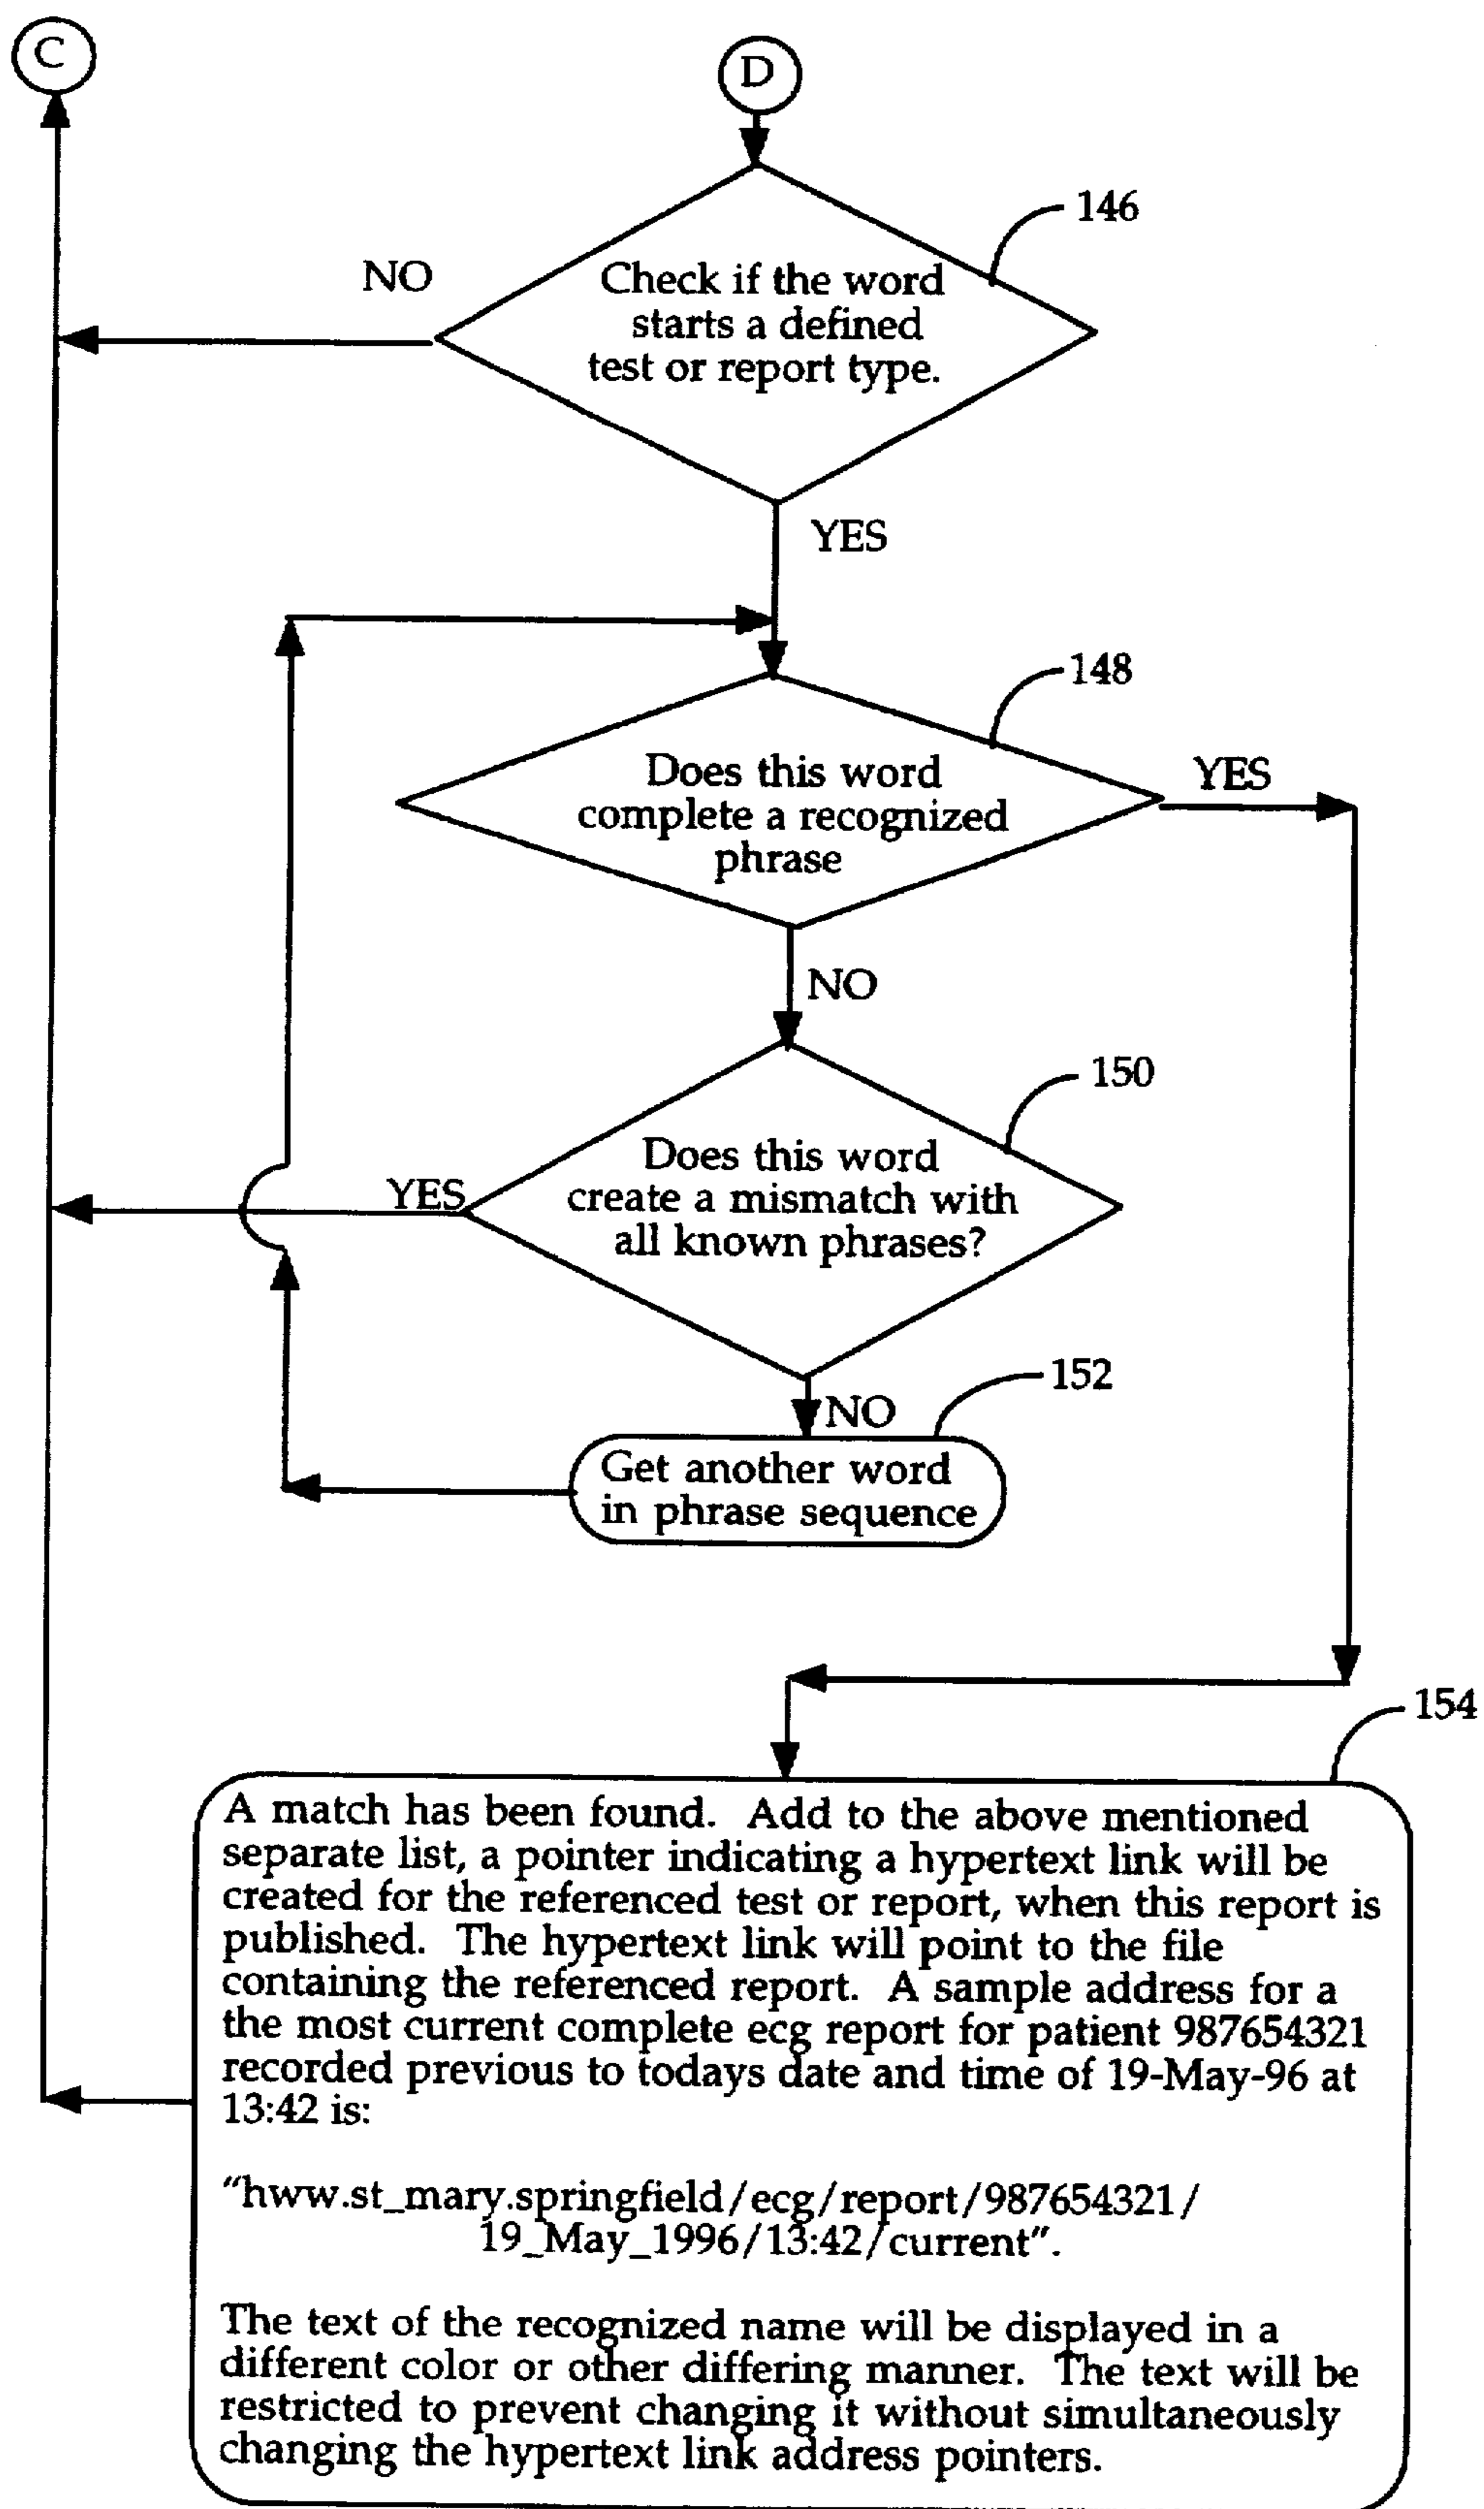 C
D
146
NO
Check if the word
starts a defined
test or report type.
YES
148
Does this word
complete a recognized
phrase
YES
NO
150
Does this word
create a mismatch with
all known phrases?
YES
152
NO
Get another word
in phrase sequence
154
A match has been found. Add to the above mentioned
separate list, a pointer indicating a hypertext link will be
created for the referenced test or report, when this report is
published. The hypertext link will point to the file
containing the referenced report. A sample address for a
the most current complete ecg report for patient 987654321
recorded previous to todays date and time of 19-May-96 at
13:42 is:
“hww.st_mary.springfield/ecg/report/987654321/
19_May_1996/13:42/current”.
The text of the recognized name will be displayed in a
different color or other differing manner. The text will be
restricted to prevent changing it without simultaneously
changing the hypertext link address pointers.